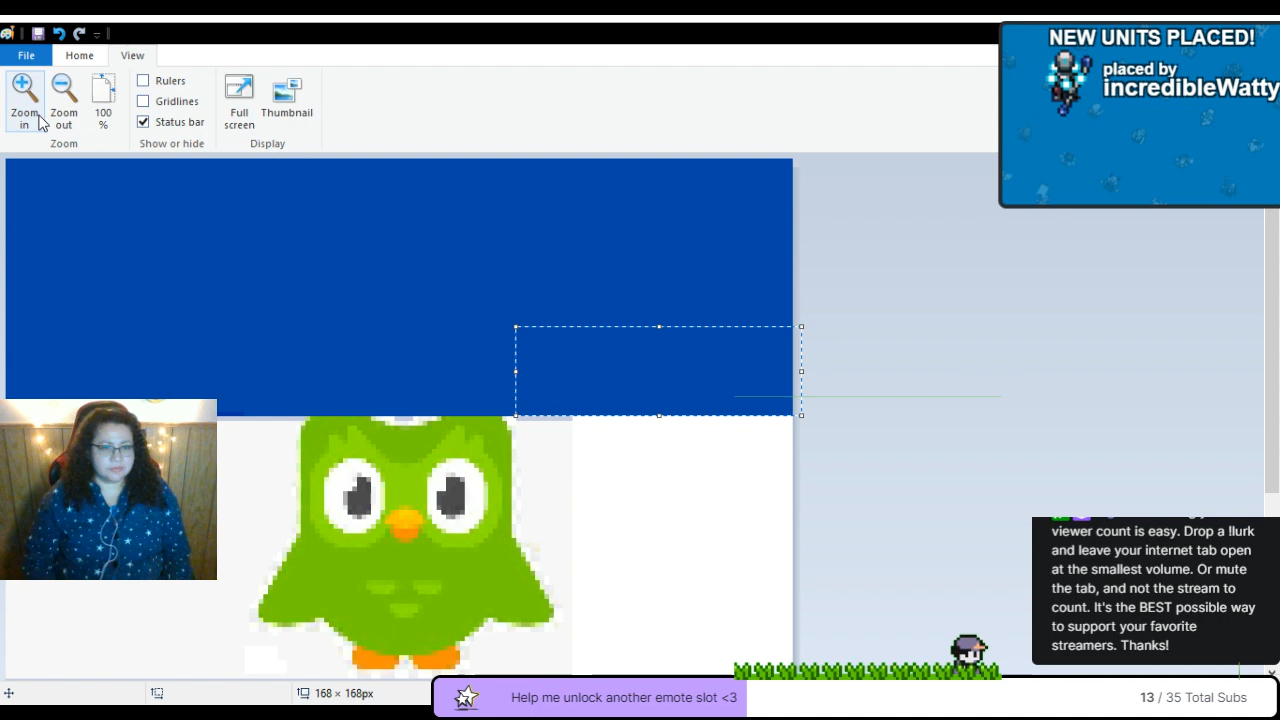 File Home View
Zoom in
Zoom out
100 %
Rulers
Gridlines
Status bar
Full screen
Thumbnail
Zoom
Show or hide
Display
NEW UNITS PLACED!
placed by
incredibleWatty
viewer count is easy. Drop a !lurk
and leave your internet tab open
at the smallest volume. Or mute
the tab, and not the stream to
count. It's the BEST possible way
to support your favorite
streamers. Thanks!
168 × 168px
Help me unlock another emote slot <3
13 / 35 Total Subs